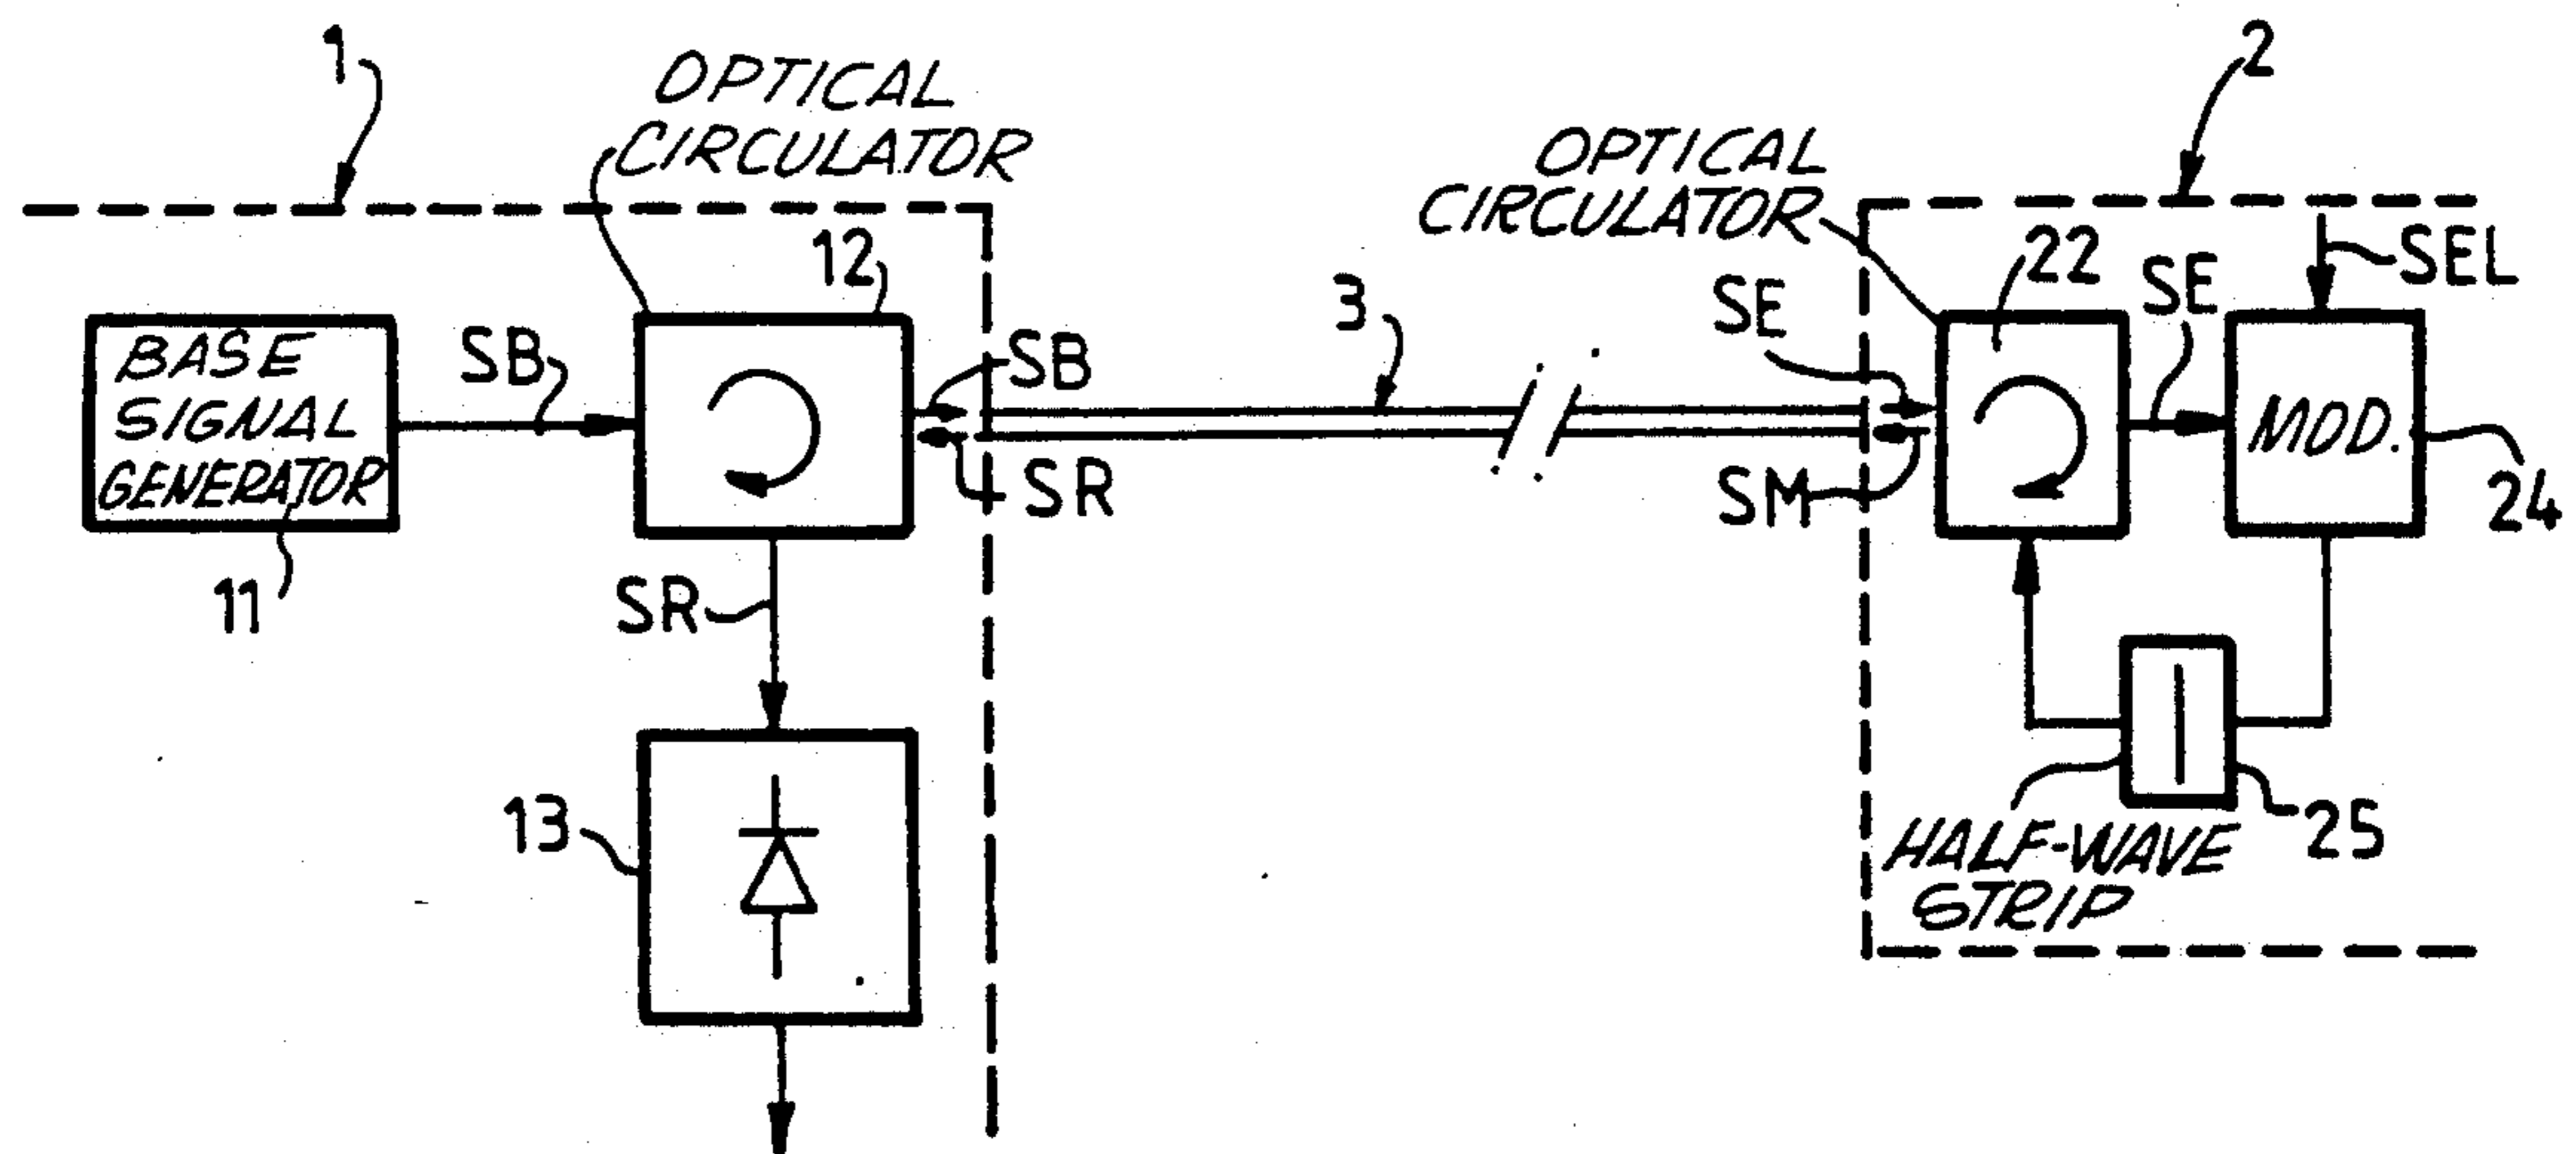 1
OPTICAL
CIRCULATOR
2
OPTICAL
CIRCULATOR
12
22
SE
SEL
BASE
SIGNAL
GENERATOR
SB
SB
3
SE
MOD.
SR
SM
24
11
SR
13
25
HALF-WAVE
STRIP